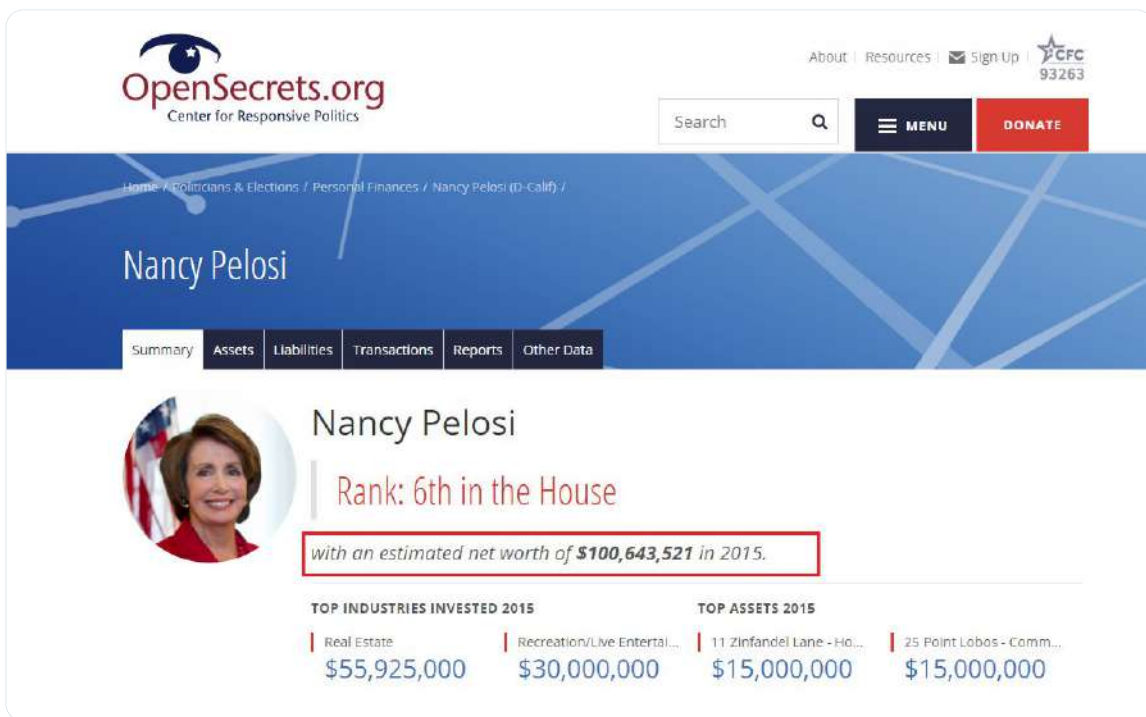 About Resources Sign Up CFC
93263
OpenSecrets.org
Center for Responsive Politics
Search MENU DONATE
Home / Politicians & Elections / Personal Finances / Nancy Pelosi (D-Calif) /
Nancy Pelosi
Summary Assets Liabilities Transactions Reports Other Data
Nancy Pelosi
Rank: 6th in the House
with an estimated net worth of $100,643,521 in 2015.
TOP INDUSTRIES INVESTED 2015 TOP ASSETS 2015
Real Estate Recreation/Live Entertai... 11 Zinfandel Lane - Ho... 25 Point Lobos - Comm...
$55,925,000 $30,000,000 $15,000,000 $15,000,000